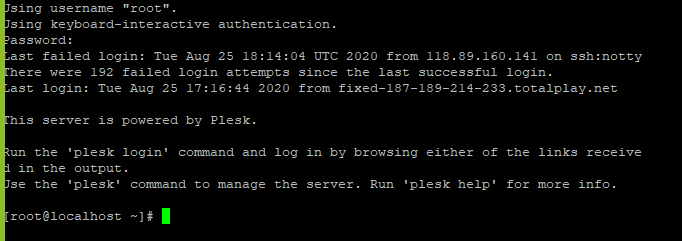 Using username "root".
Using keyboard-interactive authentication.
Password:
Last failed login: Tue Aug 25 18:14:04 UTC 2020 from 118.89.160.141 on ssh:notty
There were 192 failed login attempts since the last successful login.
Last login: Tue Aug 25 17:16:44 2020 from fixed-187-189-214-233.totalplay.net
This server is powered by Plesk.
Run the 'plesk login' command and log in by browsing either of the links receive
d in the output.
Use the 'plesk' command to manage the server. Run 'plesk help' for more info.
[root@localhost ~]#